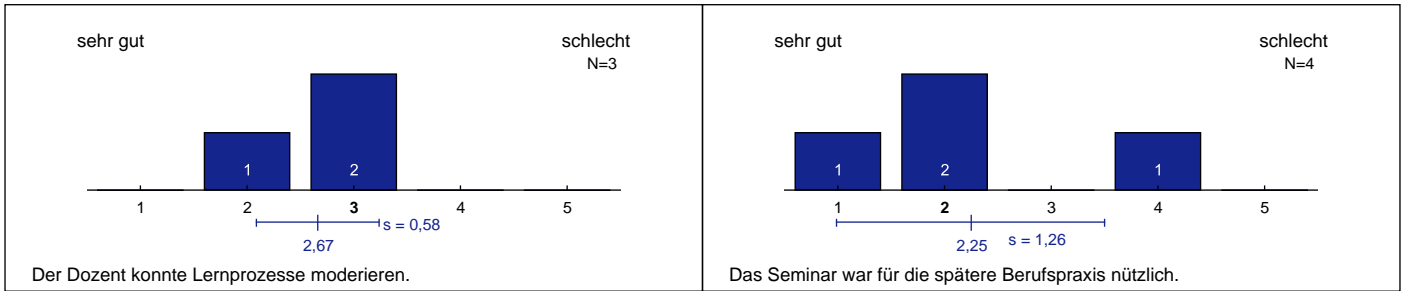 sehr gut schlecht
N=3
1 2
1 2 3 4 5
s = 0,58
2,67
Der Dozent konnte Lernprozesse moderieren.
sehr gut schlecht
N=4
1 2 1
1 2 3 4 5
s = 1,26
2,25
Das Seminar war für die spätere Berufspraxis nützlich.